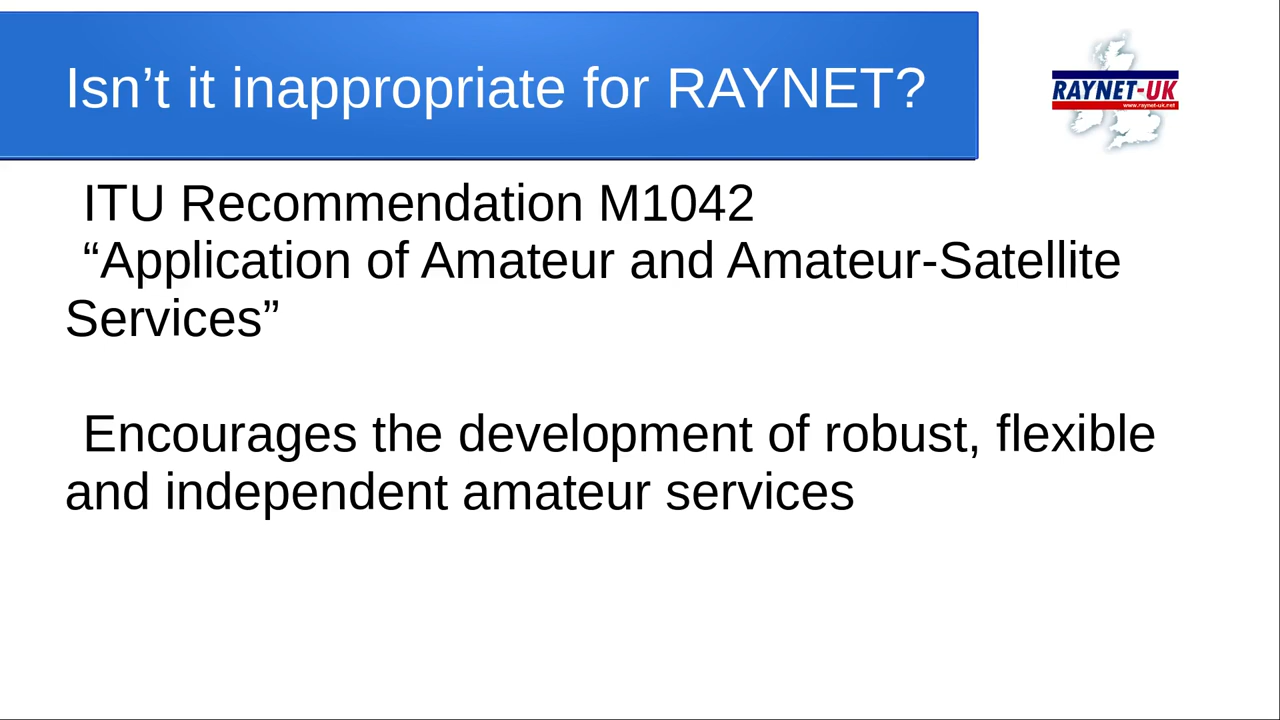 Isn’t it inappropriate for RAYNET?
RAYNET-UK
www.raynet-uk.net
ITU Recommendation M1042
“Application of Amateur and Amateur-Satellite
Services”
Encourages the development of robust, flexible
and independent amateur services